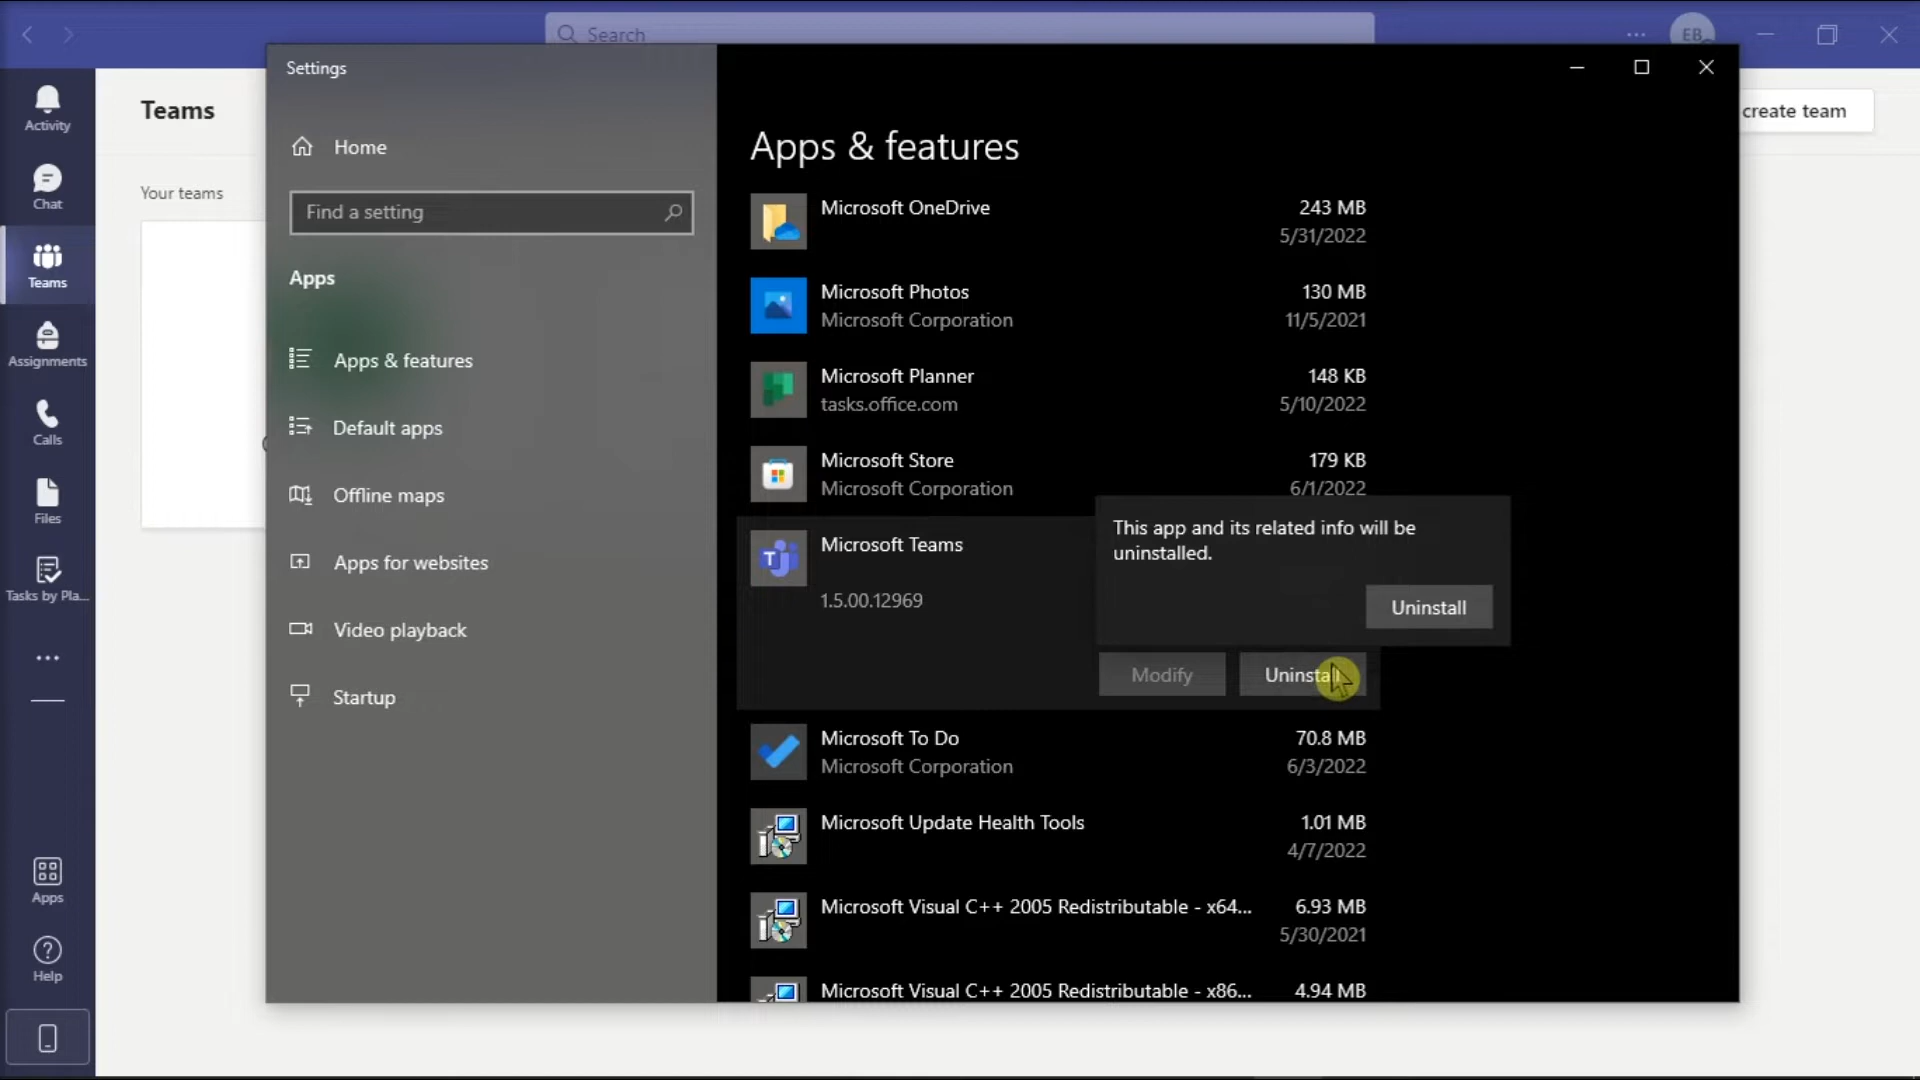 Search
EB
Settings
Activity
Chat
Teams
Assignments
Calls
Files
Tasks by Pla...
Apps
Help
Teams
create team
Your teams
Home
Find a setting
Apps
Apps & features
Default apps
Offline maps
Apps for websites
Video playback
Startup
Apps & features
Microsoft OneDrive 243 MB
5/31/2022
Microsoft Photos 130 MB
Microsoft Corporation 11/5/2021
Microsoft Planner 148 KB
tasks.office.com 5/10/2022
Microsoft Store 179 KB
Microsoft Corporation 6/1/2022
Microsoft Teams
1.5.00.12969
This app and its related info will be
uninstalled.
Uninstall
Modify Uninstall
Microsoft To Do 70.8 MB
Microsoft Corporation 6/3/2022
Microsoft Update Health Tools 1.01 MB
4/7/2022
Microsoft Visual C++ 2005 Redistributable - x64... 6.93 MB
5/30/2021
Microsoft Visual C++ 2005 Redistributable - x86... 4.94 MB